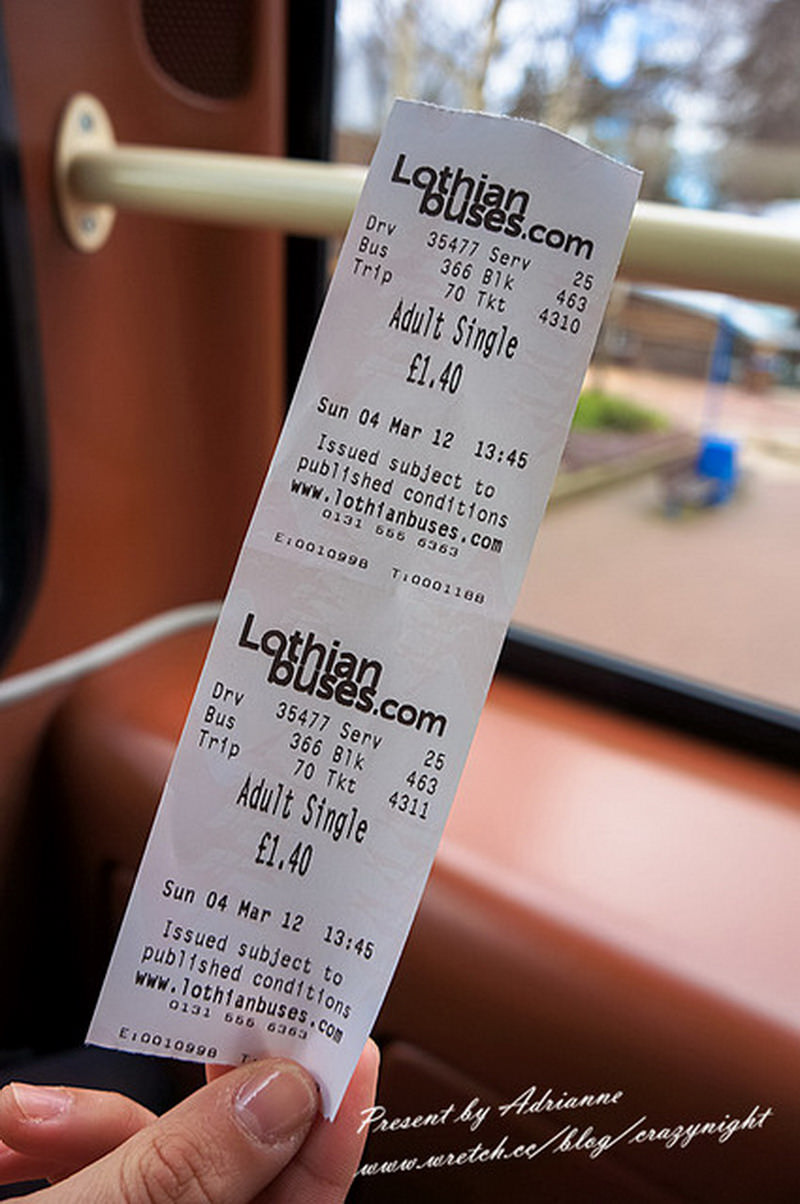 Lothian
buses.com
Drv 35477 Serv 25
Bus 366 Blk 463
Trip 70 Tkt 4310
Adult Single
£1.40
Sun 04 Mar 12 13:45
Issued subject to
published conditions
www.lothianbuses.com
0131 555 6363
E:0010998 T:0001188
Lothian
buses.com
Drv 35477 Serv 25
Bus 366 Blk 463
Trip 70 Tkt 4311
Adult Single
£1.40
Sun 04 Mar 12 13:45
Issued subject to
published conditions
www.lothianbuses.com
0131 555 6363
E:0010998 T:
Present by Adrianne
www.wretch.cc/blog/crazynight